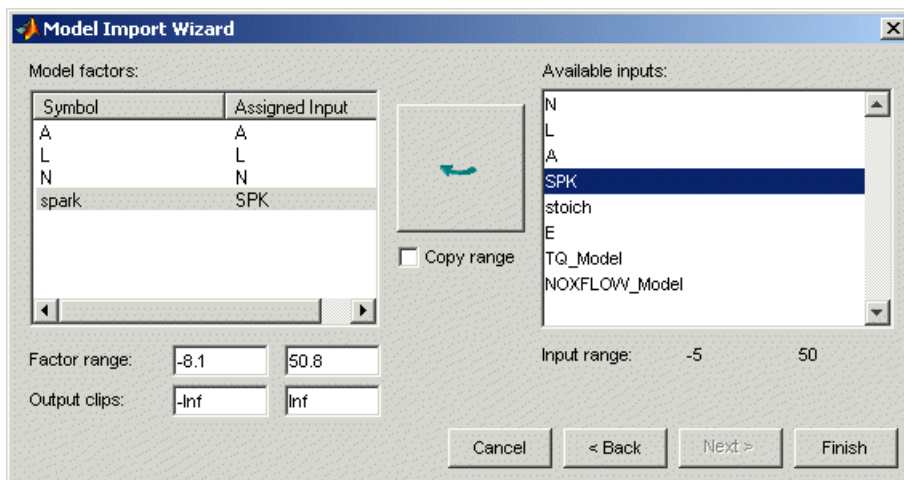 Model Import Wizard
Model factors:
Available inputs:
Symbol Assigned Input
A A
L L
N N
spark SPK
Copy range
N
L
A
SPK
stoich
E
TQ_Model
NOXFLOW_Model
Factor range: -8.1 50.8
Input range: -5 50
Output clips: -Inf Inf
Cancel < Back Next > Finish